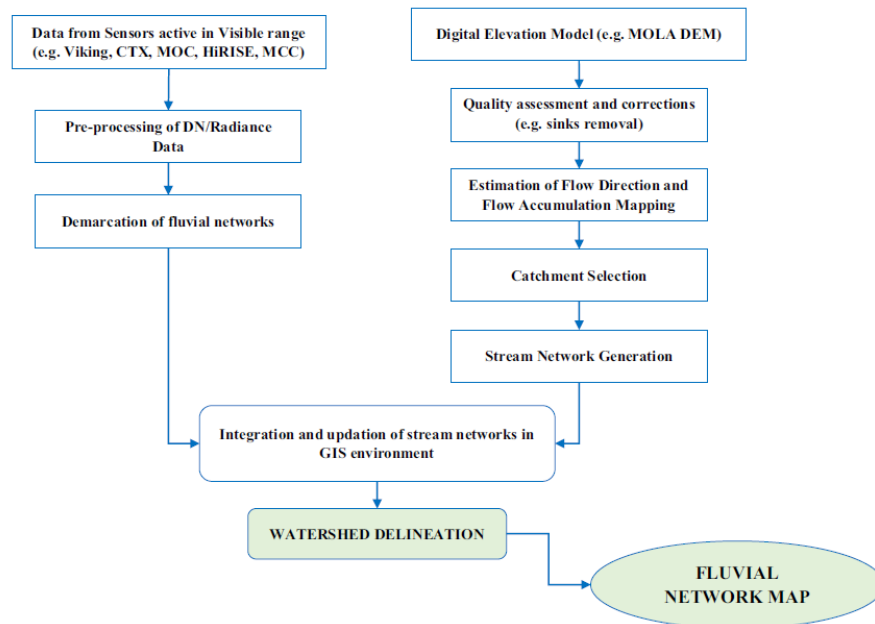 Data from Sensors active in Visible range
(e.g. Viking, CTX, MOC, HiRISE, MCC)
Pre-processing of DN/Radiance
Data
Demarcation of fluvial networks
Digital Elevation Model (e.g. MOLA DEM)
Quality assessment and corrections
(e.g. sinks removal)
Estimation of Flow Direction and
Flow Accumulation Mapping
Catchment Selection
Stream Network Generation
Integration and updation of stream networks in
GIS environment
WATERSHED DELINEATION
FLUVIAL
NETWORK MAP